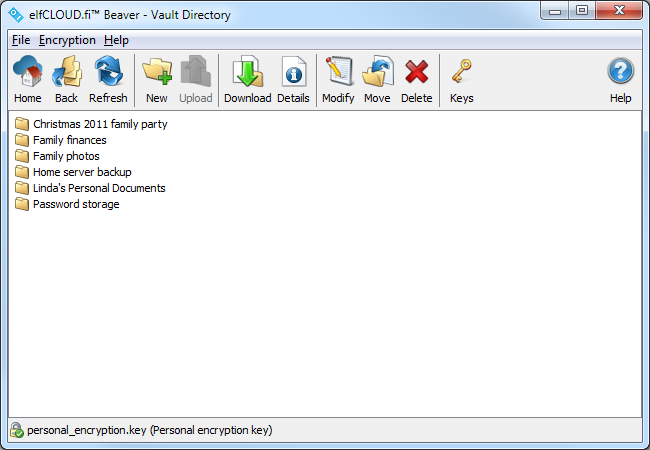 elfCLOUD.fi™ Beaver - Vault Directory
File Encryption Help
Home Back Refresh New Upload Download Details Modify Move Delete Keys Help
Christmas 2011 family party
Family finances
Family photos
Home server backup
Linda's Personal Documents
Password storage
personal_encryption.key (Personal encryption key)